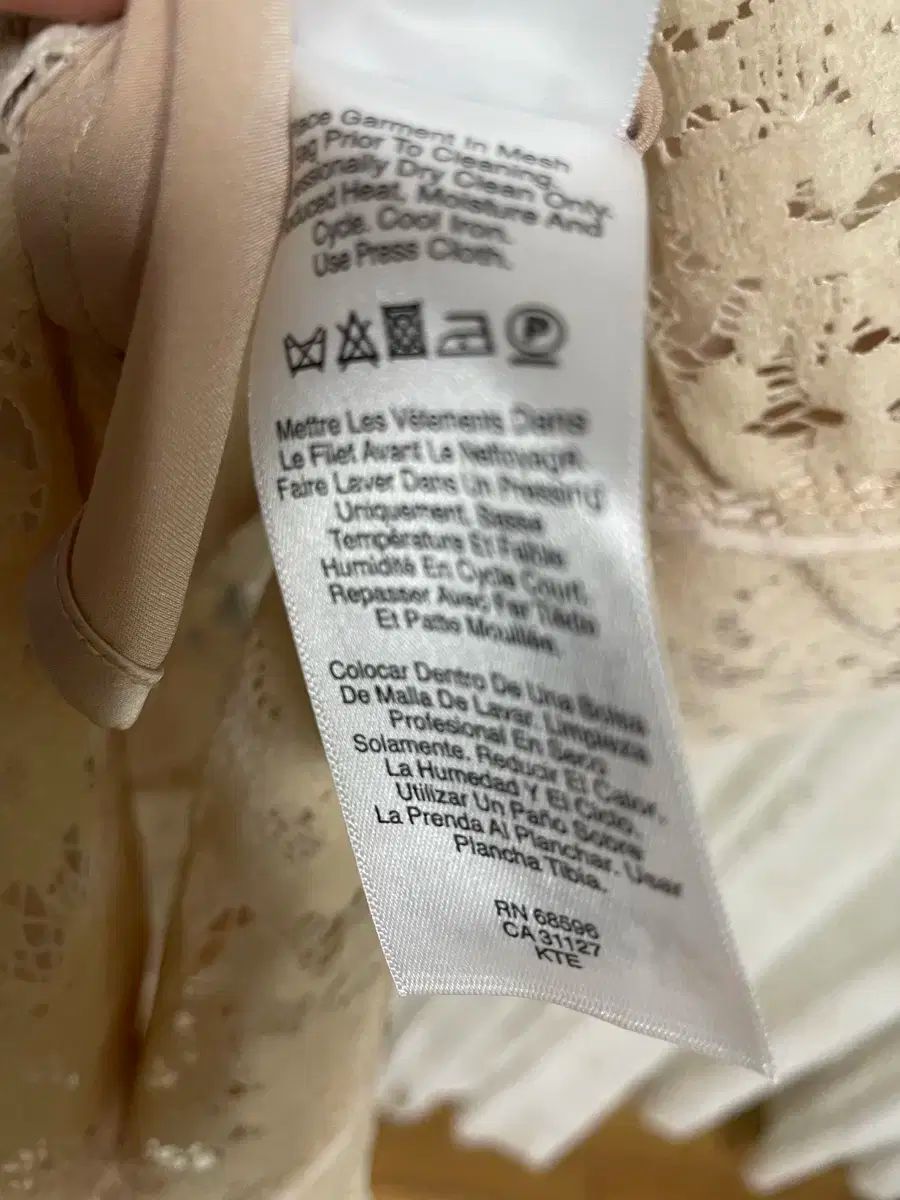 Garment In Mesh
Prior To Cleaning.
Dry Clean Only.
Heat, Moisture And
Cycle. Cool Iron.
Use Press Cloth.
P
Mettre Les Vêtements Dans
Le Filet Avant Le Nettoyage.
Faire Laver Dans Un Pressing
Uniquement.
Température Et Faible
Humidité En Cycle Court.
Repasser Avec Fer Tiède
Et Patte Mouillée.
Colocar Dentro De Una Bolsa
De Malla De Lavar. Limpieza
Profesional En Seco
Solamente. Reducir El Calor,
La Humedad Y El Ciclo.
Utilizar Un Paño Sobre
La Prenda Al Planchar. Usar
Plancha Tibia.
RN 68596
CA 31127
KTE